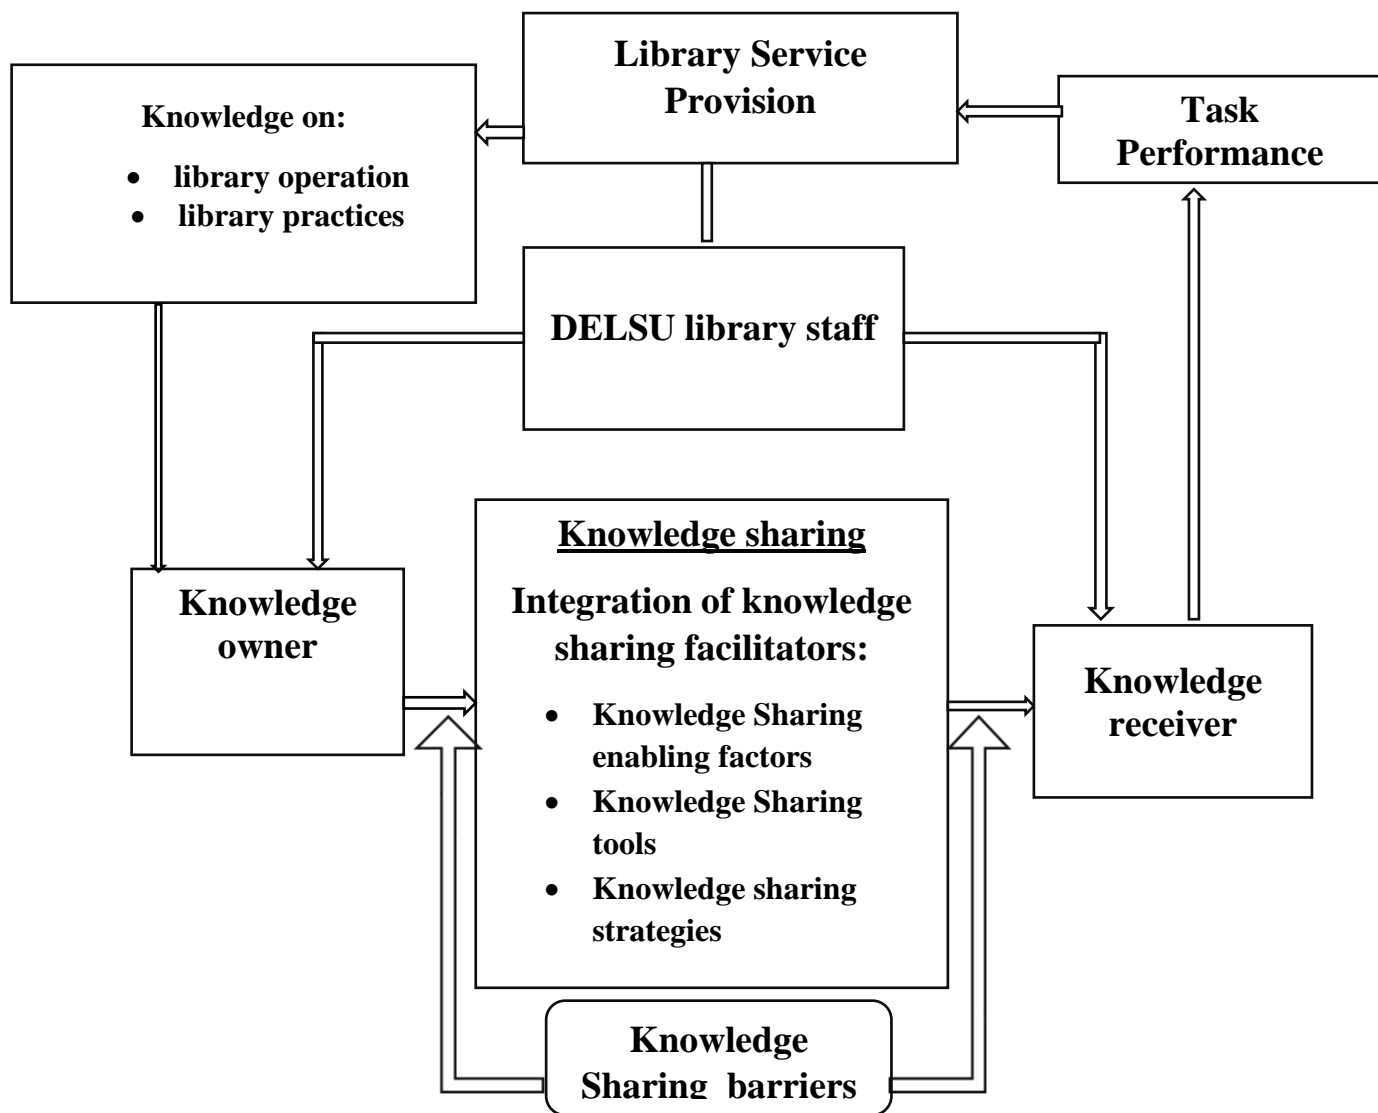 Library Service
Provision
Knowledge on:
• library operation
• library practices
Task
Performance
DELSU library staff
Knowledge sharing
Integration of knowledge
sharing facilitators:
• Knowledge Sharing
enabling factors
• Knowledge Sharing
tools
• Knowledge sharing
strategies
Knowledge
owner
Knowledge
receiver
Knowledge
Sharing barriers